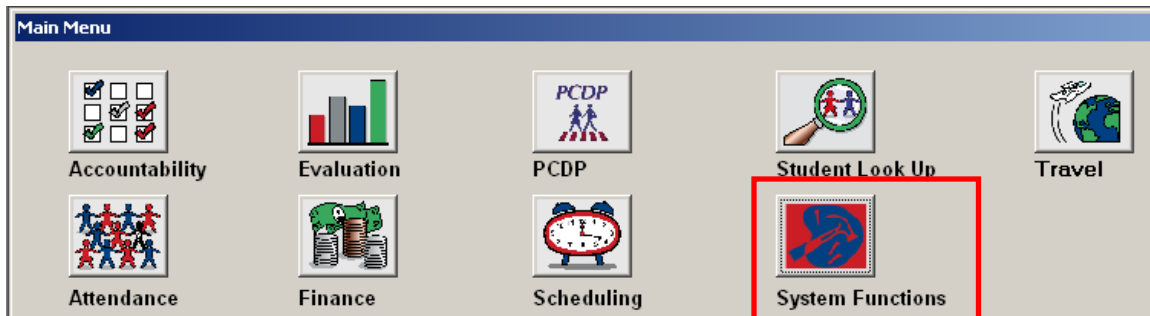 Main Menu
PCDP
Accountability
Evaluation
PCDP
Student Look Up
Travel
Attendance
Finance
Scheduling
System Functions